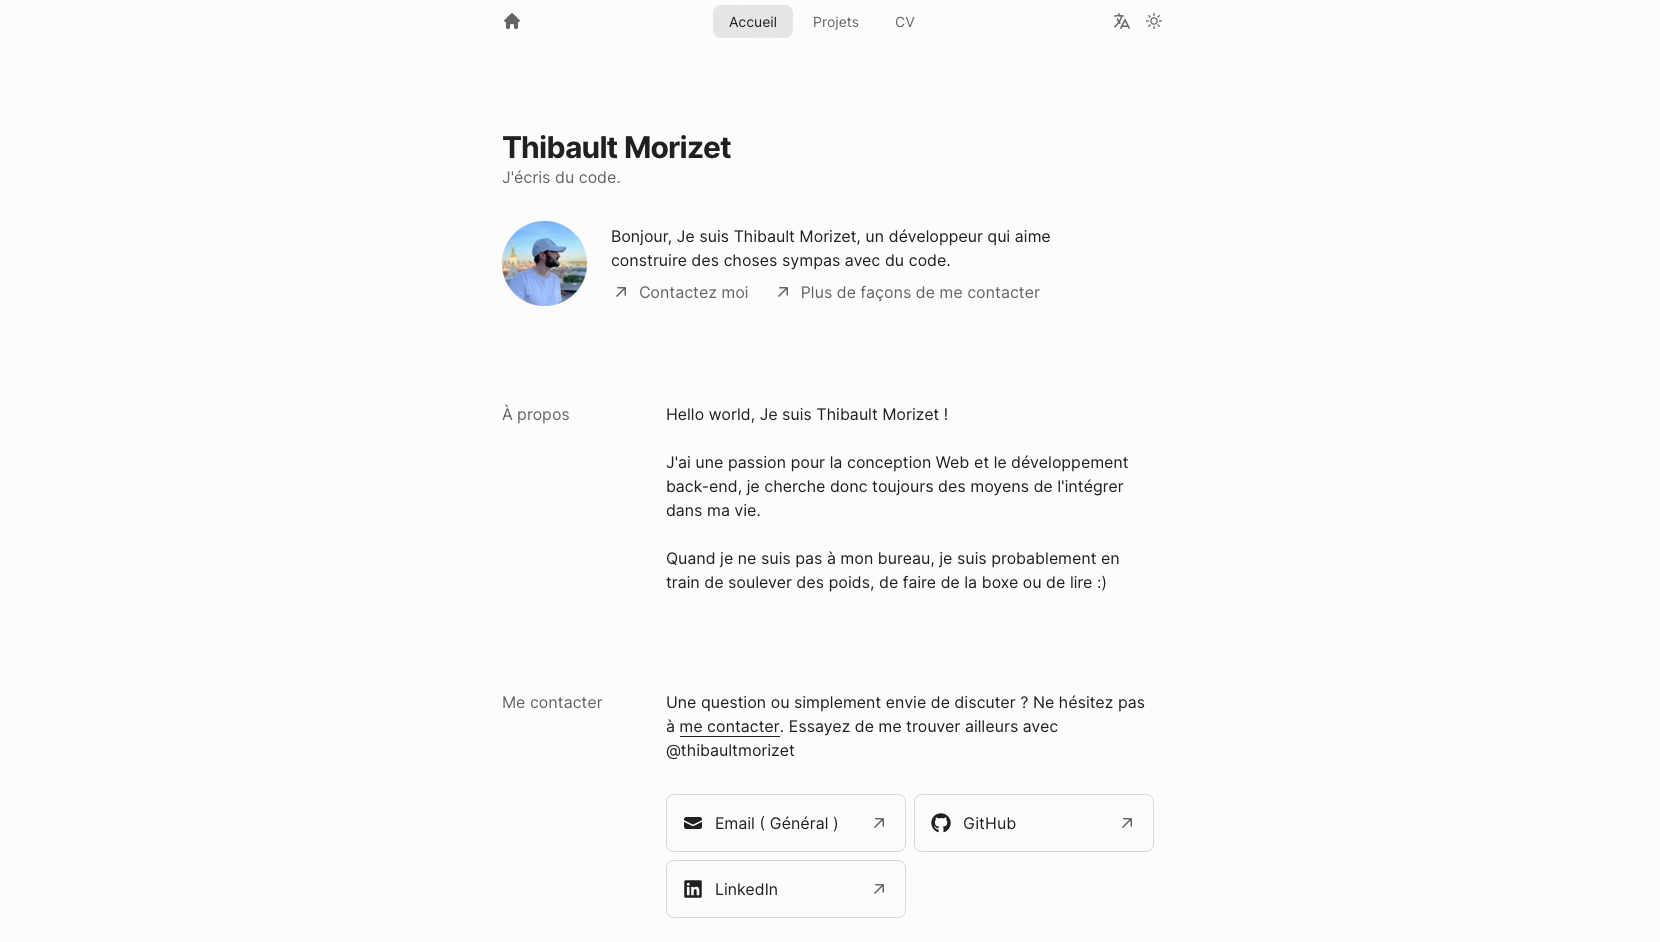 Accueil
Projets
CV
Thibault Morizet
J'écris du code.
Bonjour, Je suis Thibault Morizet, un développeur qui aime
construire des choses sympas avec du code.
Contactez moi
Plus de façons de me contacter
À propos
Hello world, Je suis Thibault Morizet !
J'ai une passion pour la conception Web et le développement
back-end, je cherche donc toujours des moyens de l'intégrer
dans ma vie.
Quand je ne suis pas à mon bureau, je suis probablement en
train de soulever des poids, de faire de la boxe ou de lire :)
Me contacter
Une question ou simplement envie de discuter ? Ne hésitez pas
à me contacter. Essayez de me trouver ailleurs avec
@thibaultmorizet
Email ( Général )
GitHub
LinkedIn